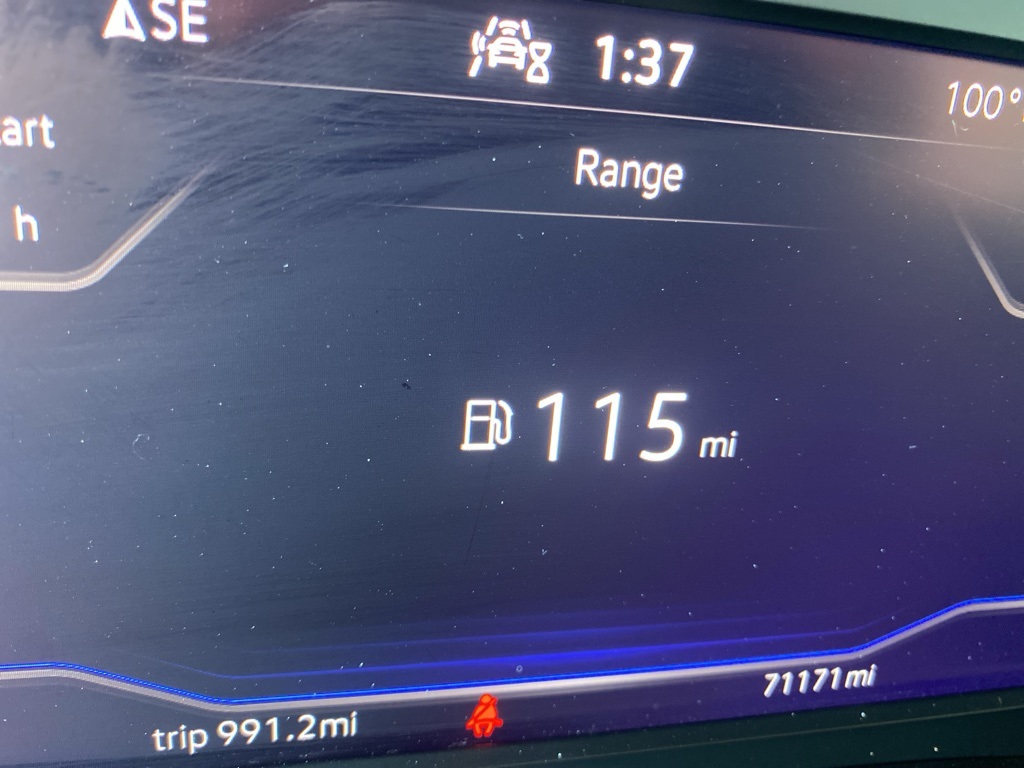 SE
1:37
100°
art
Range
h
115 mi
71171mi
trip 991.2mi